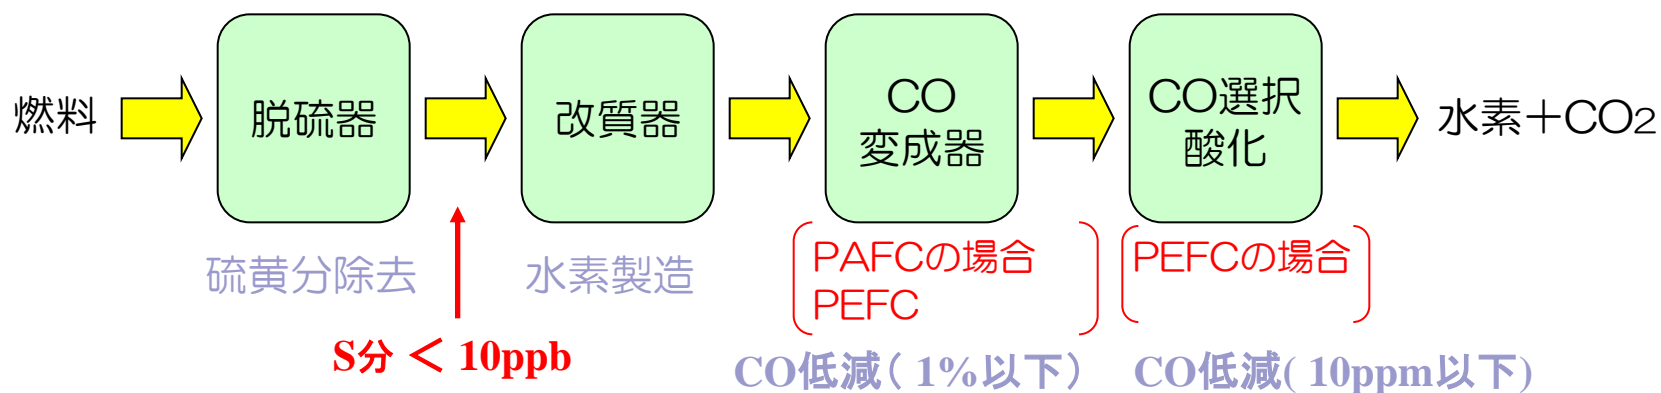 燃料
脱硫器
改質器
CO
変成器
CO選択
酸化
水素+CO2
硫黄分除去
水素製造
PAFCの場合
PEFC
PEFCの場合
S分 < 10ppb
CO低減( 1%以下)
CO低減( 10ppm以下)